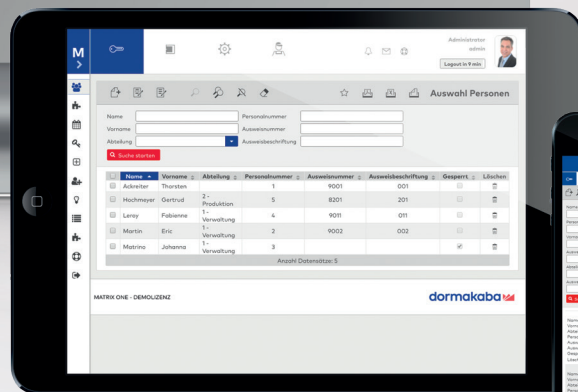 Administrator
admin
Logout in 9 min
M
Auswahl Personen
Name
Personalnummer
Vorname
Ausweisnummer
Abteilung
Ausweisbeschriftung
Suche starten
Name Vorname Abteilung Personalnummer Ausweisnummer Ausweisbeschriftung Gesperrt Löschen
Ackreiter Thorsten 1 9001 001
Hochmeyer Gertrud 2 - Produktion 5 8201 201
Leroy Fabienne 1 - Verwaltung 4 9011 011
Martin Eric 1 - Verwaltung 2 9002 002
Matrino Johanna 1 - Verwaltung 3
Anzahl Datensätze: 5
MATRIX ONE - DEMOLIZENZ
dormakaba